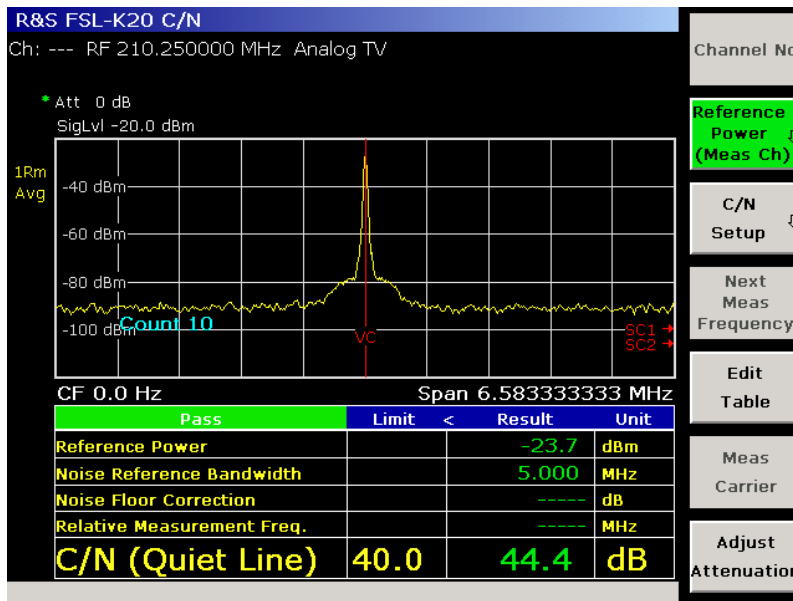 R&S FSL-K20 C/N
Ch: --- RF 210.250000 MHz Analog TV
* Att 0 dB
SigLvl -20.0 dBm
1Rm
Avg
-40 dBm
-60 dBm
-80 dBm
-100 dBm
Count 10
VC
SC1
SC2
CF 0.0 Hz Span 6.583333333 MHz
Pass Limit < Result Unit
Reference Power -23.7 dBm
Noise Reference Bandwidth 5.000 MHz
Noise Floor Correction ----- dB
Relative Measurement Freq. ----- MHz
C/N (Quiet Line) 40.0 44.4 dB
Channel No
Reference
Power
(Meas Ch)
C/N
Setup
Next
Meas
Frequency
Edit
Table
Meas
Carrier
Adjust
Attenuation